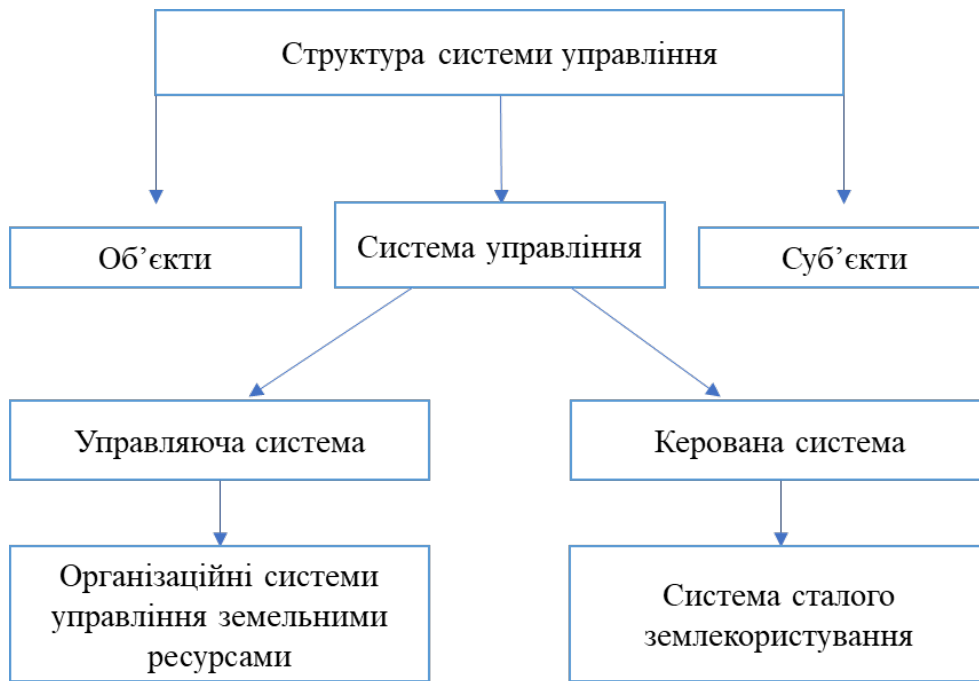 Структура системи управління
Об’єкти
Система управління
Суб’єкти
Управляюча система
Керована система
Організаційні системи
управління земельними
ресурсами
Система сталого
землекористування